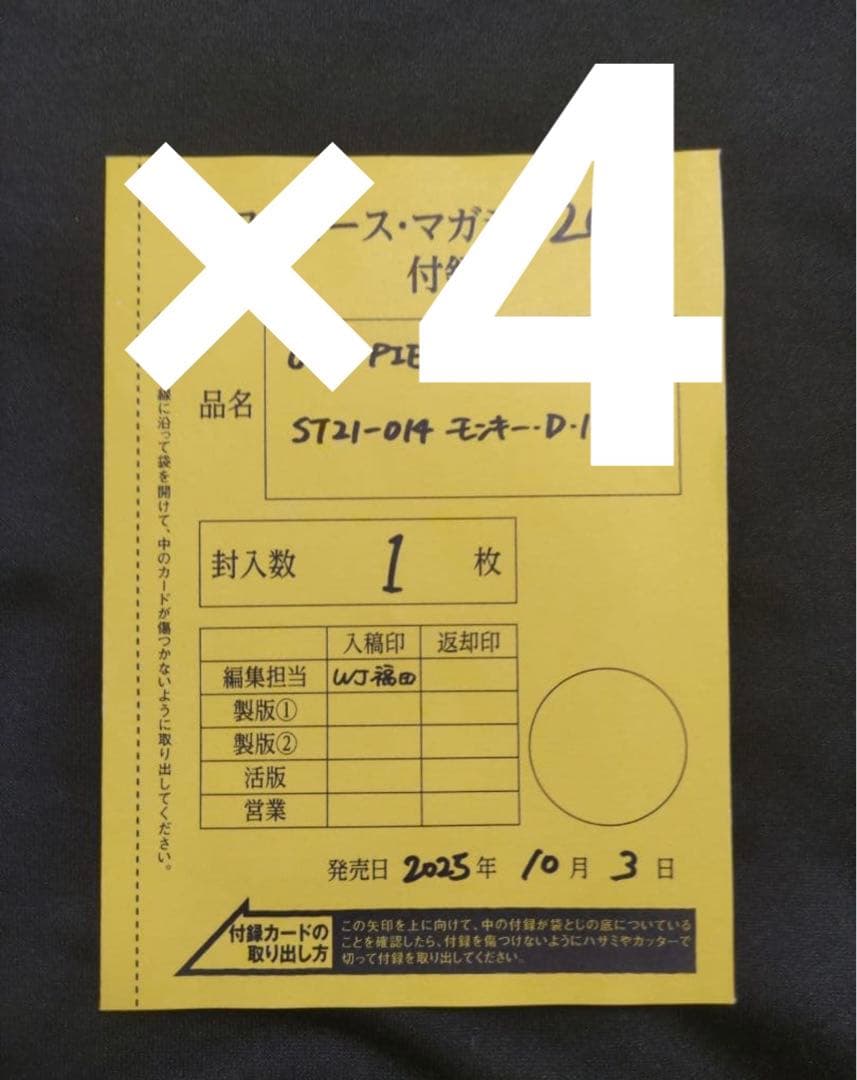 ×4
ース・マガ
付録
PIE
品名
ST21-014 モンキー・D・
封入数 1 枚
入稿印 返却印
編集担当 WJ福田
製版①
製版②
活版
営業
発売日 2025年 10月 3日
線に沿って袋を開けて、中のカードが傷つかないように取り出してください。
付録カードの
取り出し方
この矢印を上に向けて、中の付録が袋とじの底についている
ことを確認したら、付録を傷つけないようにハサミやカッターで
切って付録を取り出してください。